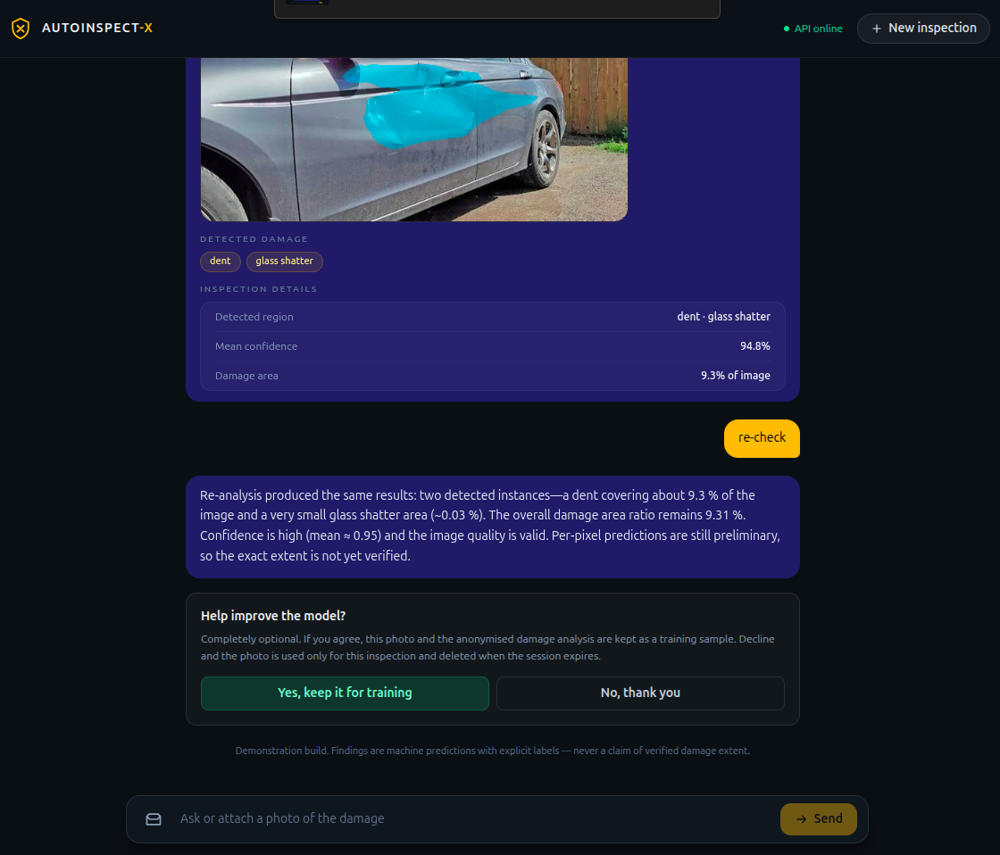 AUTOINSPECT-X
API online
+ New inspection
DETECTED DAMAGE
dent
glass shatter
INSPECTION DETAILS
Detected region
dent · glass shatter
Mean confidence
94.8%
Damage area
9.3% of image
re-check
Re-analysis produced the same results: two detected instances—a dent covering about 9.3 % of the
image and a very small glass shatter area (~0.03 %). The overall damage area ratio remains 9.31 %.
Confidence is high (mean ≈ 0.95) and the image quality is valid. Per-pixel predictions are still preliminary,
so the exact extent is not yet verified.
Help improve the model?
Completely optional. If you agree, this photo and the anonymised damage analysis are kept as a training sample. Decline
and the photo is used only for this inspection and deleted when the session expires.
Yes, keep it for training
No, thank you
Demonstration build. Findings are machine predictions with explicit labels — never a claim of verified damage extent.
Ask or attach a photo of the damage
→ Send